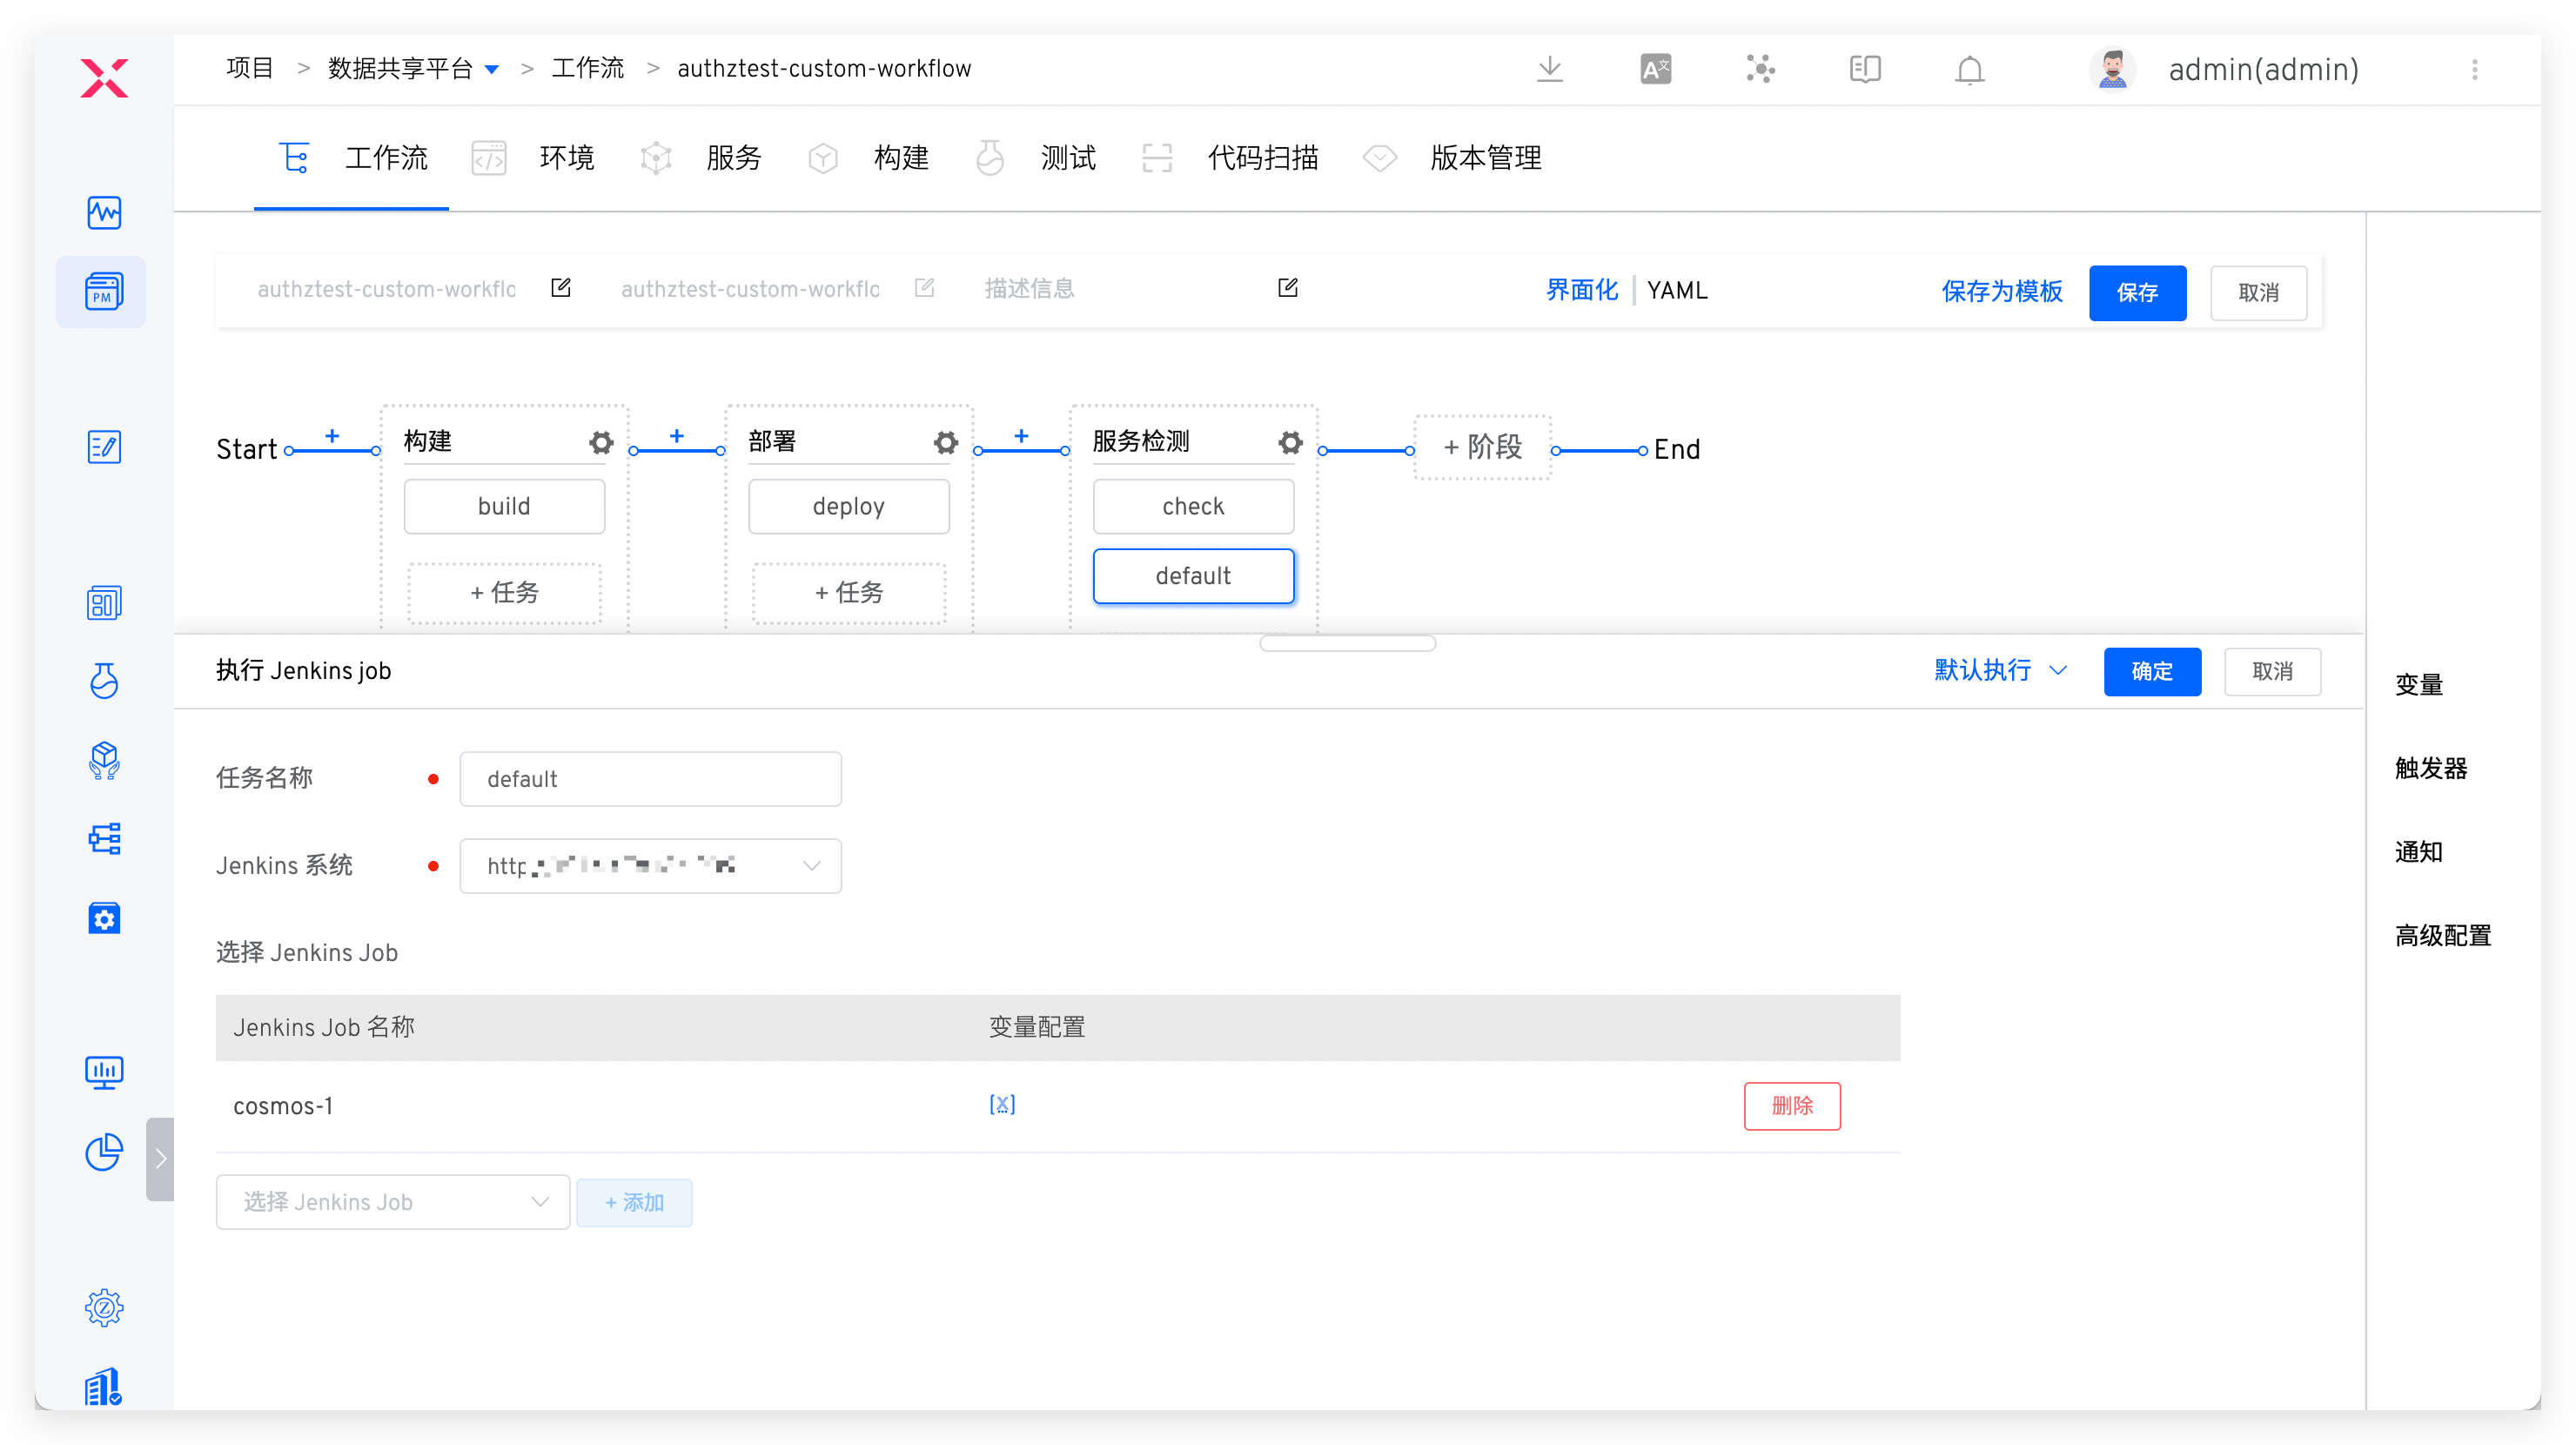 项目 > 数据共享平台 > 工作流 > authztest-custom-workflow
admin(admin)
工作流 环境 服务 构建 测试 代码扫描 版本管理
PM
authztest-custom-workflo authztest-custom-workflo 描述信息 界面化 YAML 保存为模板 保存 取消
Start + 构建 + 部署 + 服务检测 + 阶段 End
build deploy check
default
+ 任务 + 任务
执行 Jenkins job 默认执行 确定 取消
变量
触发器
通知
高级配置
任务名称 default
Jenkins 系统 http
选择 Jenkins Job
Jenkins Job 名称 变量配置
cosmos-1 [x] 删除
选择 Jenkins Job + 添加